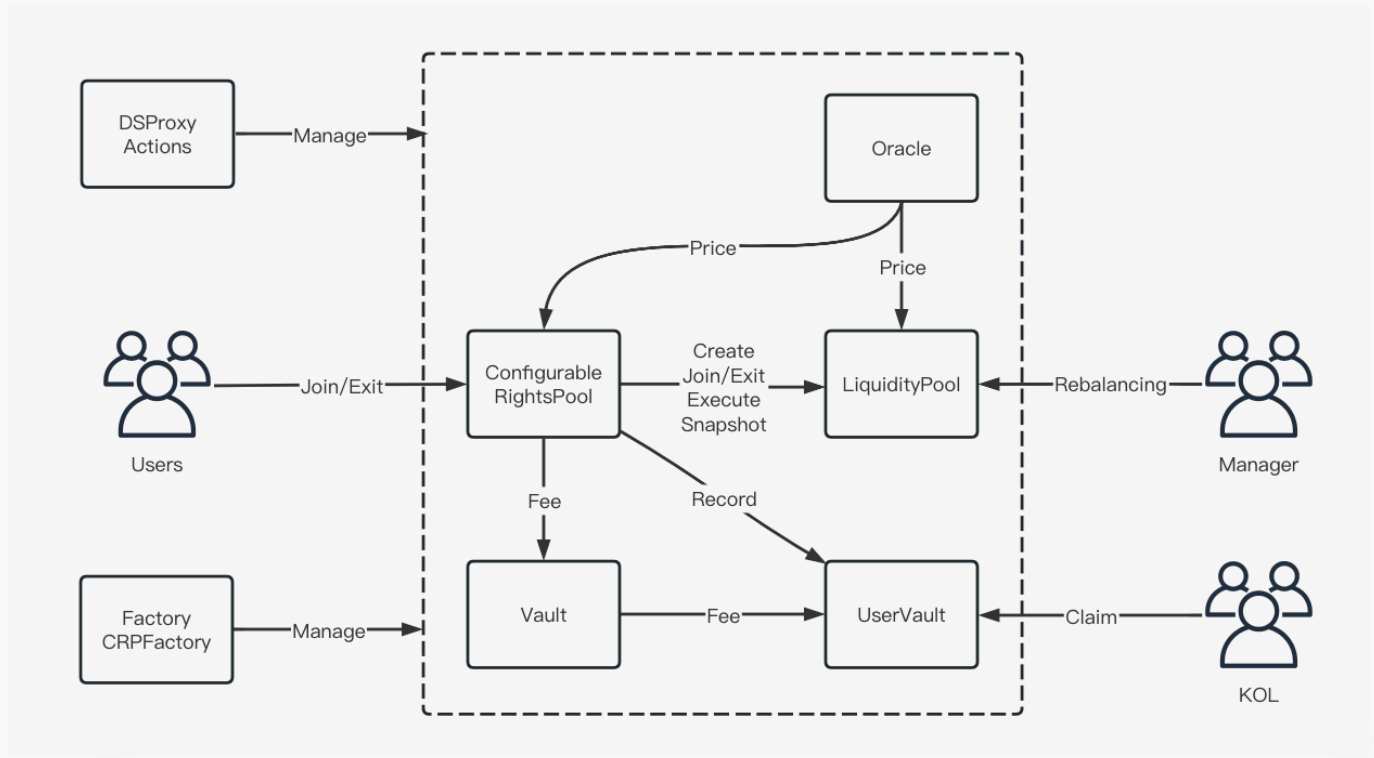 DSProxy
Actions
Manage
Oracle
Price
Price
Users
Join/Exit
Configurable
RightsPool
Create
Join/Exit
Execute
Snapshot
LiquidityPool
Rebalancing
Manager
Fee
Record
Factory
CRPFactory
Manage
Vault
Fee
UserVault
Claim
KOL